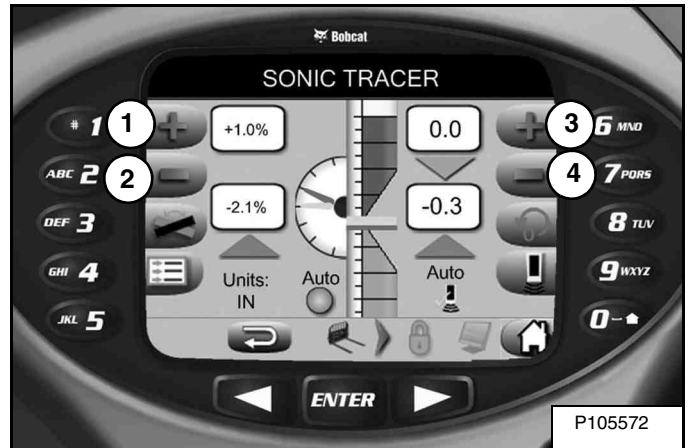 Bobcat
SONIC TRACER
# 1
1
+1.0%
0.0
3
6 MNO
ABC 2
2
4
7 PQRS
-2.1%
-0.3
DEF 3
8 TUV
GHI 4
Units:
IN
Auto
Auto
9 WXYZ
JKL 5
0
ENTER
P105572